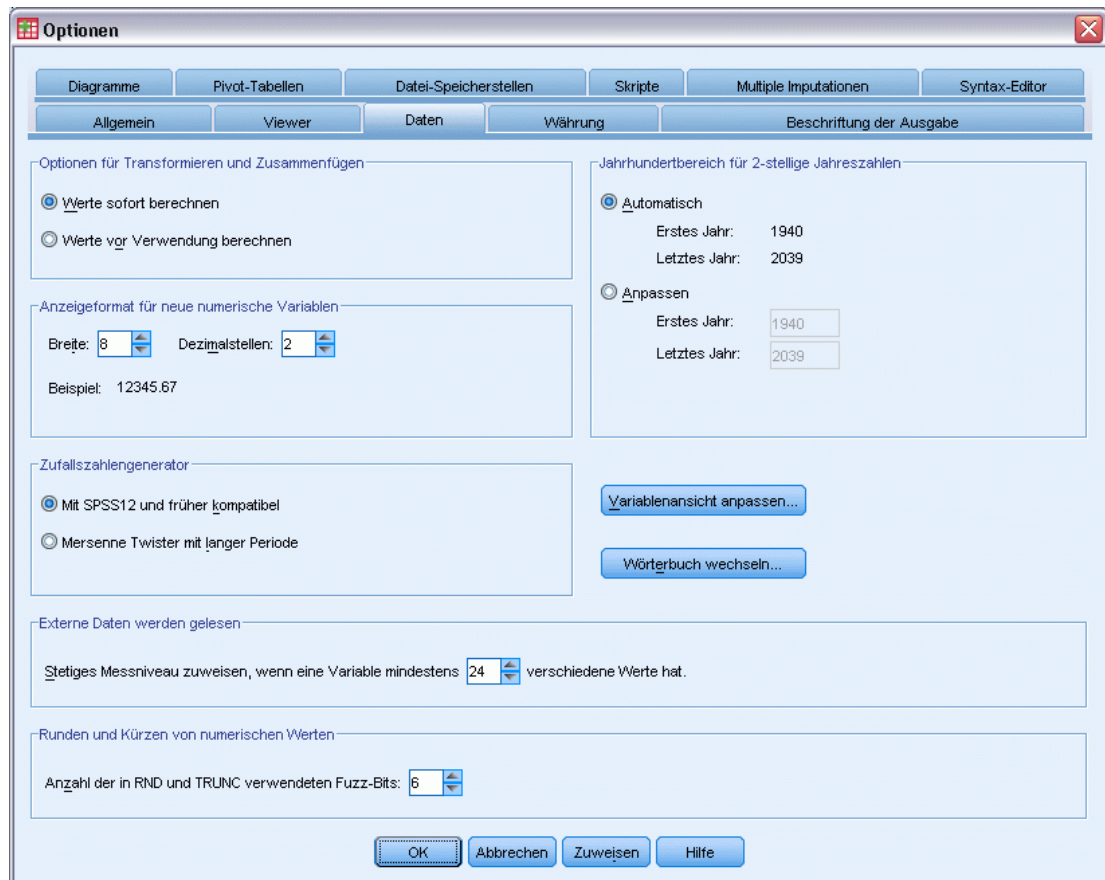 Optionen
Diagramme
Pivot-Tabellen
Datei-Speicherstellen
Skripte
Multiple Imputationen
Syntax-Editor
Allgemein
Viewer
Daten
Währung
Beschriftung der Ausgabe
Optionen für Transformieren und Zusammenfügen
Werte sofort berechnen
Werte vor Verwendung berechnen
Anzeigeformat für neue numerische Variablen
Breite: 8 Dezimalstellen: 2
Beispiel: 12345.67
Jahrhundertbereich für 2-stellige Jahreszahlen
Automatisch
Erstes Jahr: 1940
Letztes Jahr: 2039
Anpassen
Erstes Jahr: 1940
Letztes Jahr: 2039
Zufallszahlengenerator
Mit SPSS12 und früher kompatibel
Mersenne Twister mit langer Periode
Variablenansicht anpassen...
Wörterbuch wechseln...
Externe Daten werden gelesen
Stetiges Messniveau zuweisen, wenn eine Variable mindestens 24 verschiedene Werte hat.
Runden und Kürzen von numerischen Werten
Anzahl der in RND und TRUNC verwendeten Fuzz-Bits: 6
OK
Abbrechen
Zuweisen
Hilfe